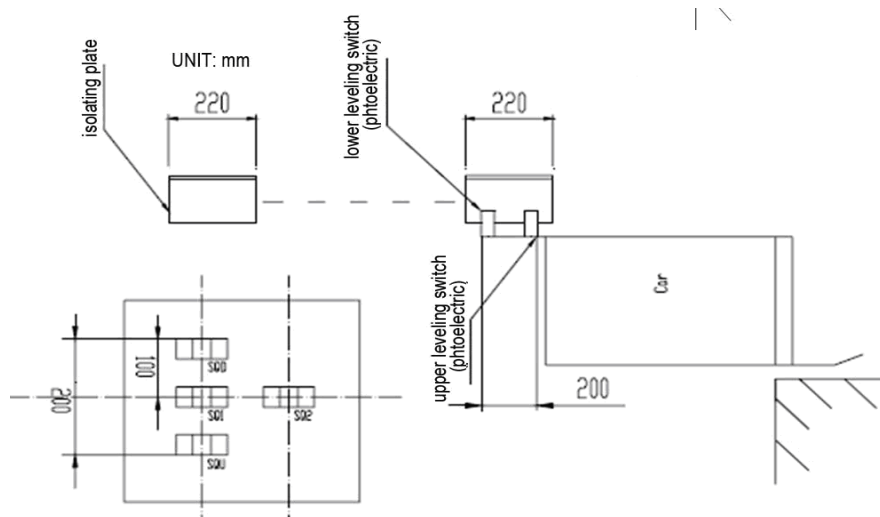 UNIT: mm
isolating plate
220
lower leveling switch
(phtoelectric)
220
Car
upper leveling switch
(phtoelectric)
200
SQD
100
200
SQ1
SQ2
SQU